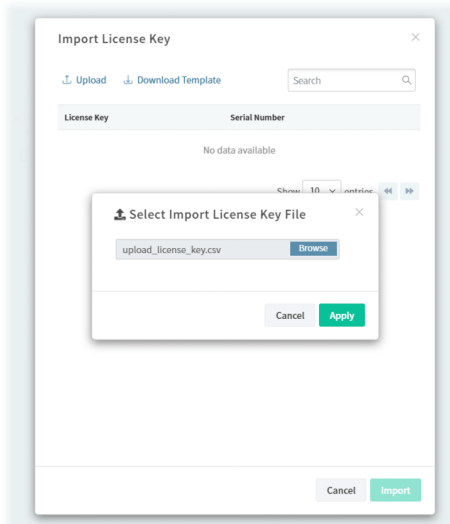 Import License Key
Upload Download Template Search
License Key Serial Number
No data available
Show 10 entries
Select Import License Key File
upload_license_key.csv Browse
Cancel Apply
Cancel Import